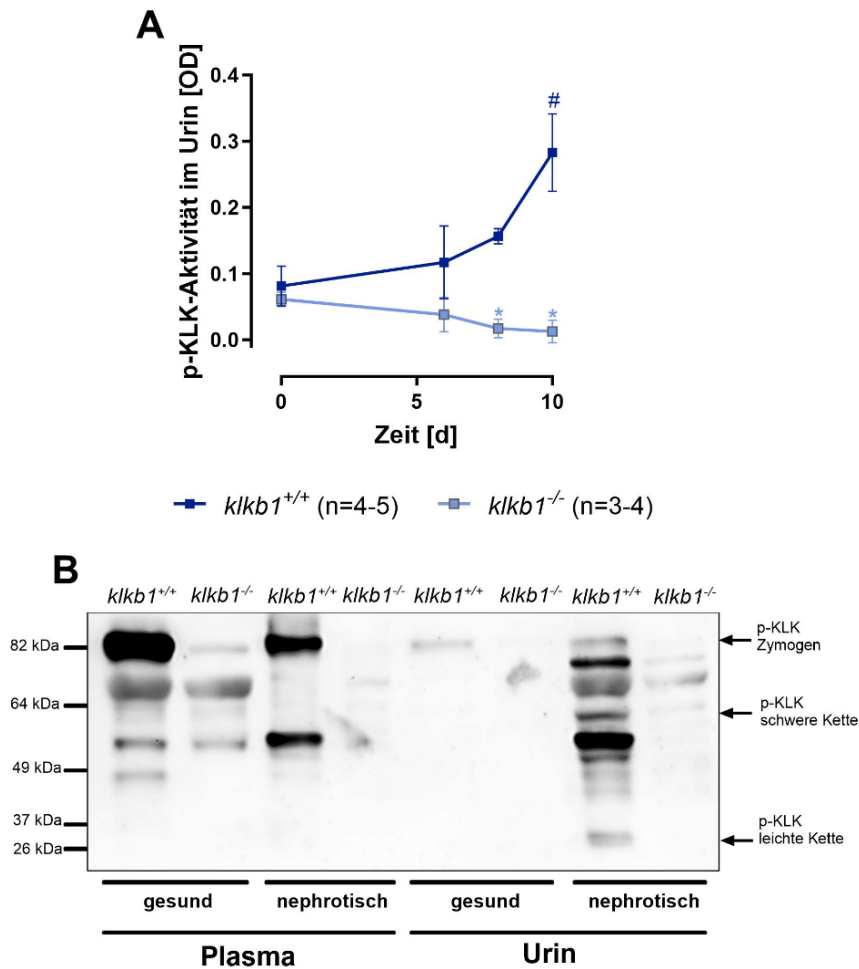 A
p-KLK-Aktivität im Urin [OD]
0.4
0.3
0.2
0.1
0.0
#
* *
0 5 10
Zeit [d]
klkb1+/+ (n=4-5) klkb1-/- (n=3-4)
B
klkb1+/+ klkb1-/- klkb1+/+ klkb1-/- klkb1+/+ klkb1-/- klkb1+/+ klkb1-/-
82 kDa
64 kDa
49 kDa
37 kDa
26 kDa
p-KLK
Zymogen
p-KLK
schwere Kette
p-KLK
leichte Kette
gesund nephrotisch gesund nephrotisch
Plasma Urin